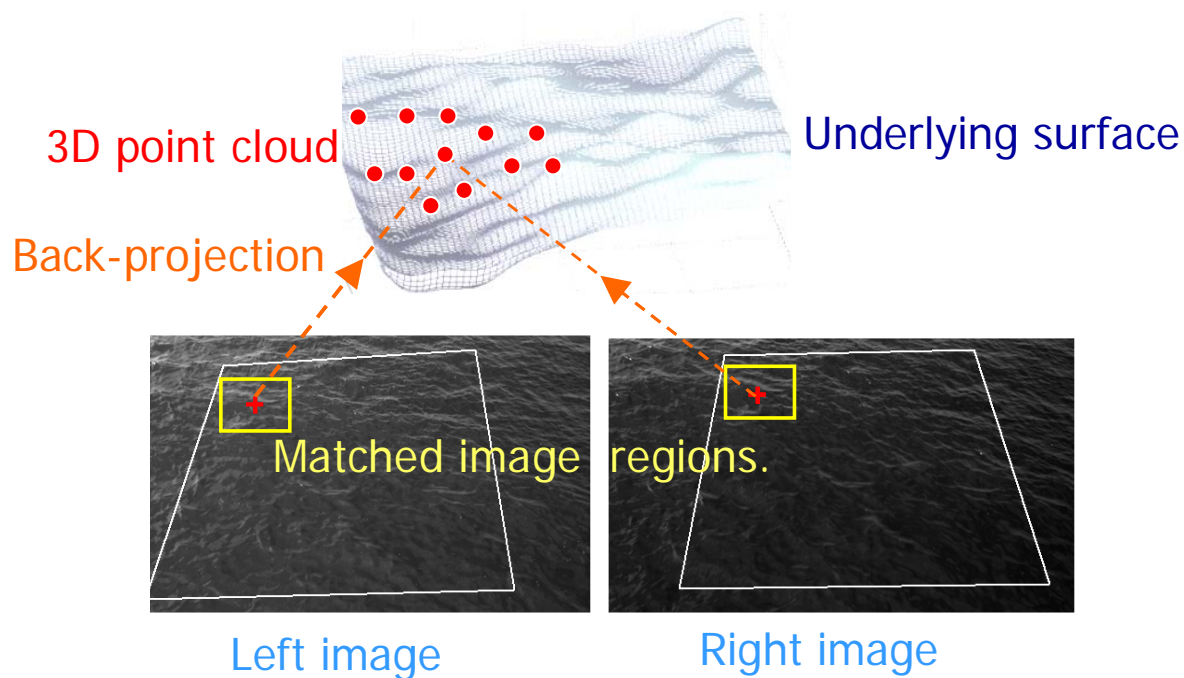 3D point cloud
Underlying surface
Back-projection
Matched image regions.
Left image
Right image